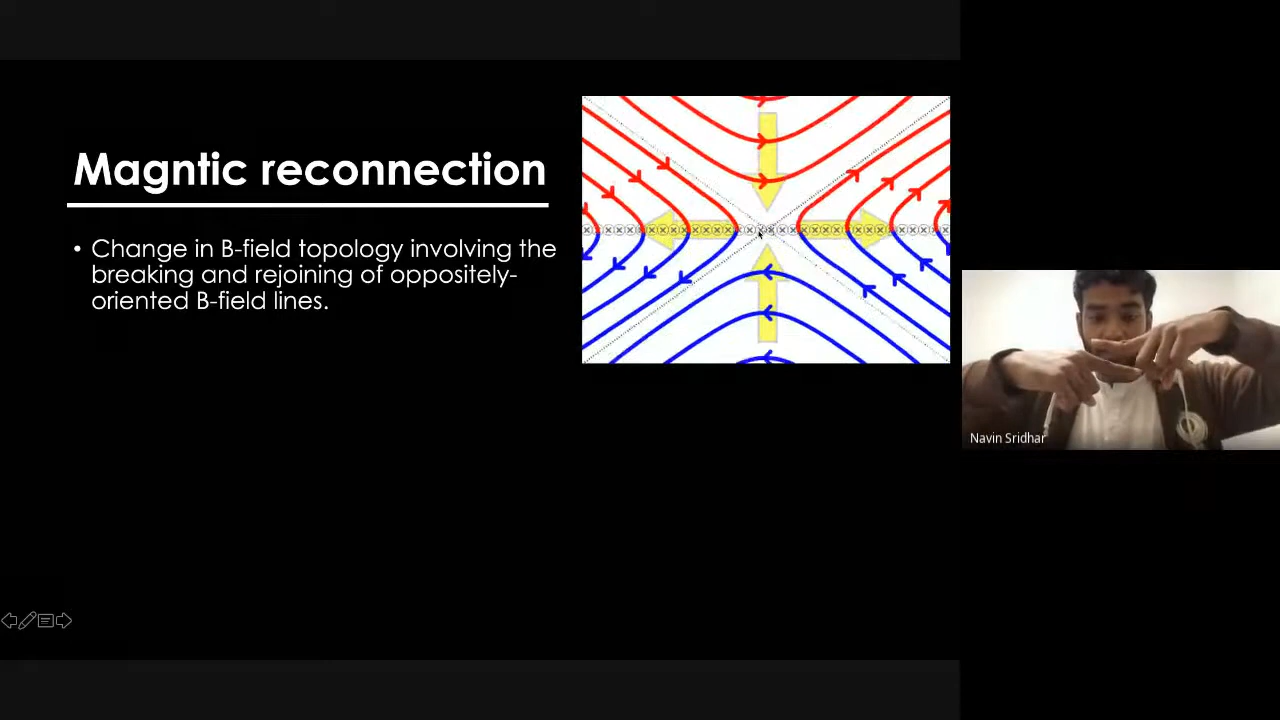 Magntic reconnection
• Change in B-field topology involving the
breaking and rejoining of oppositely-
oriented B-field lines.
Navin Sridhar